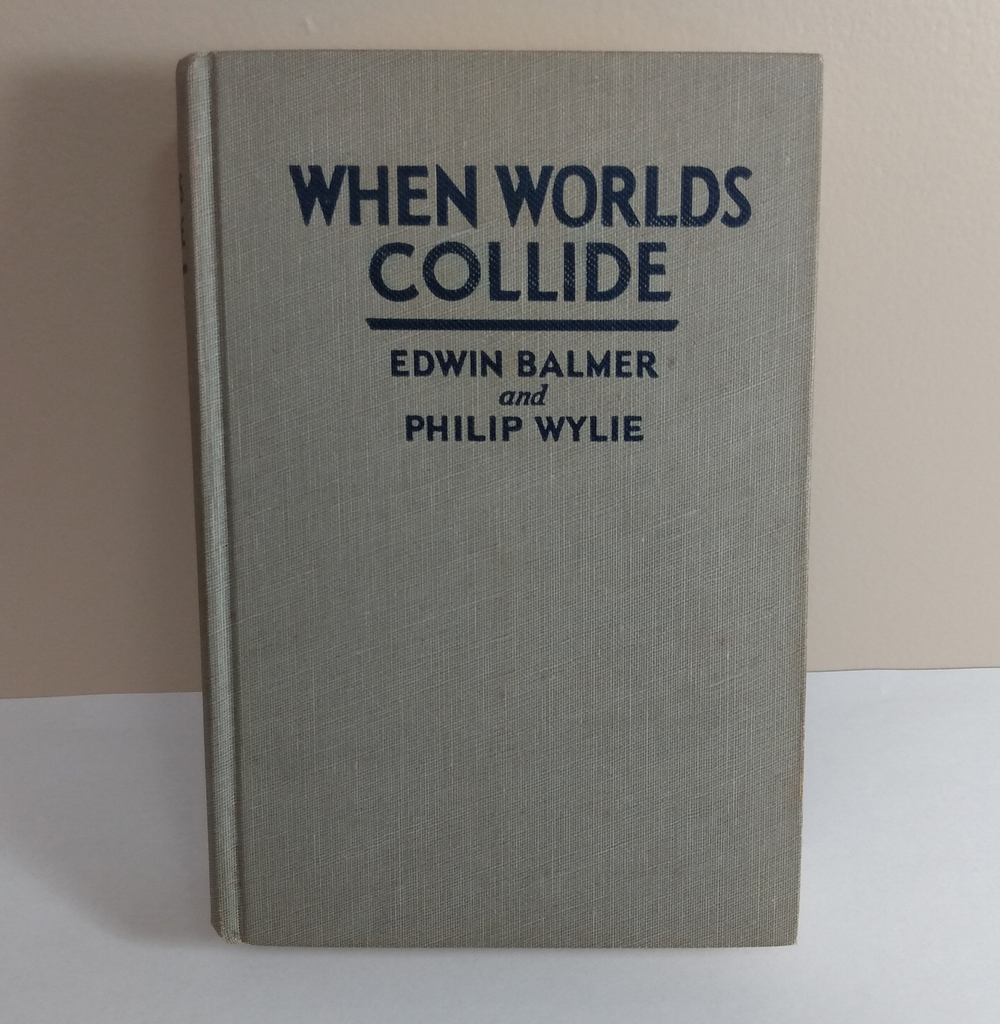 WHEN WORLDS
COLLIDE
EDWIN BALMER
and
PHILIP WYLIE